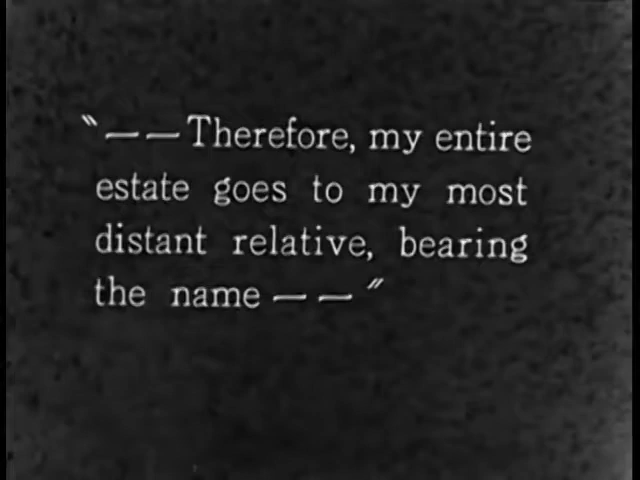 "——Therefore, my entire
estate goes to my most
distant relative, bearing
the name——"